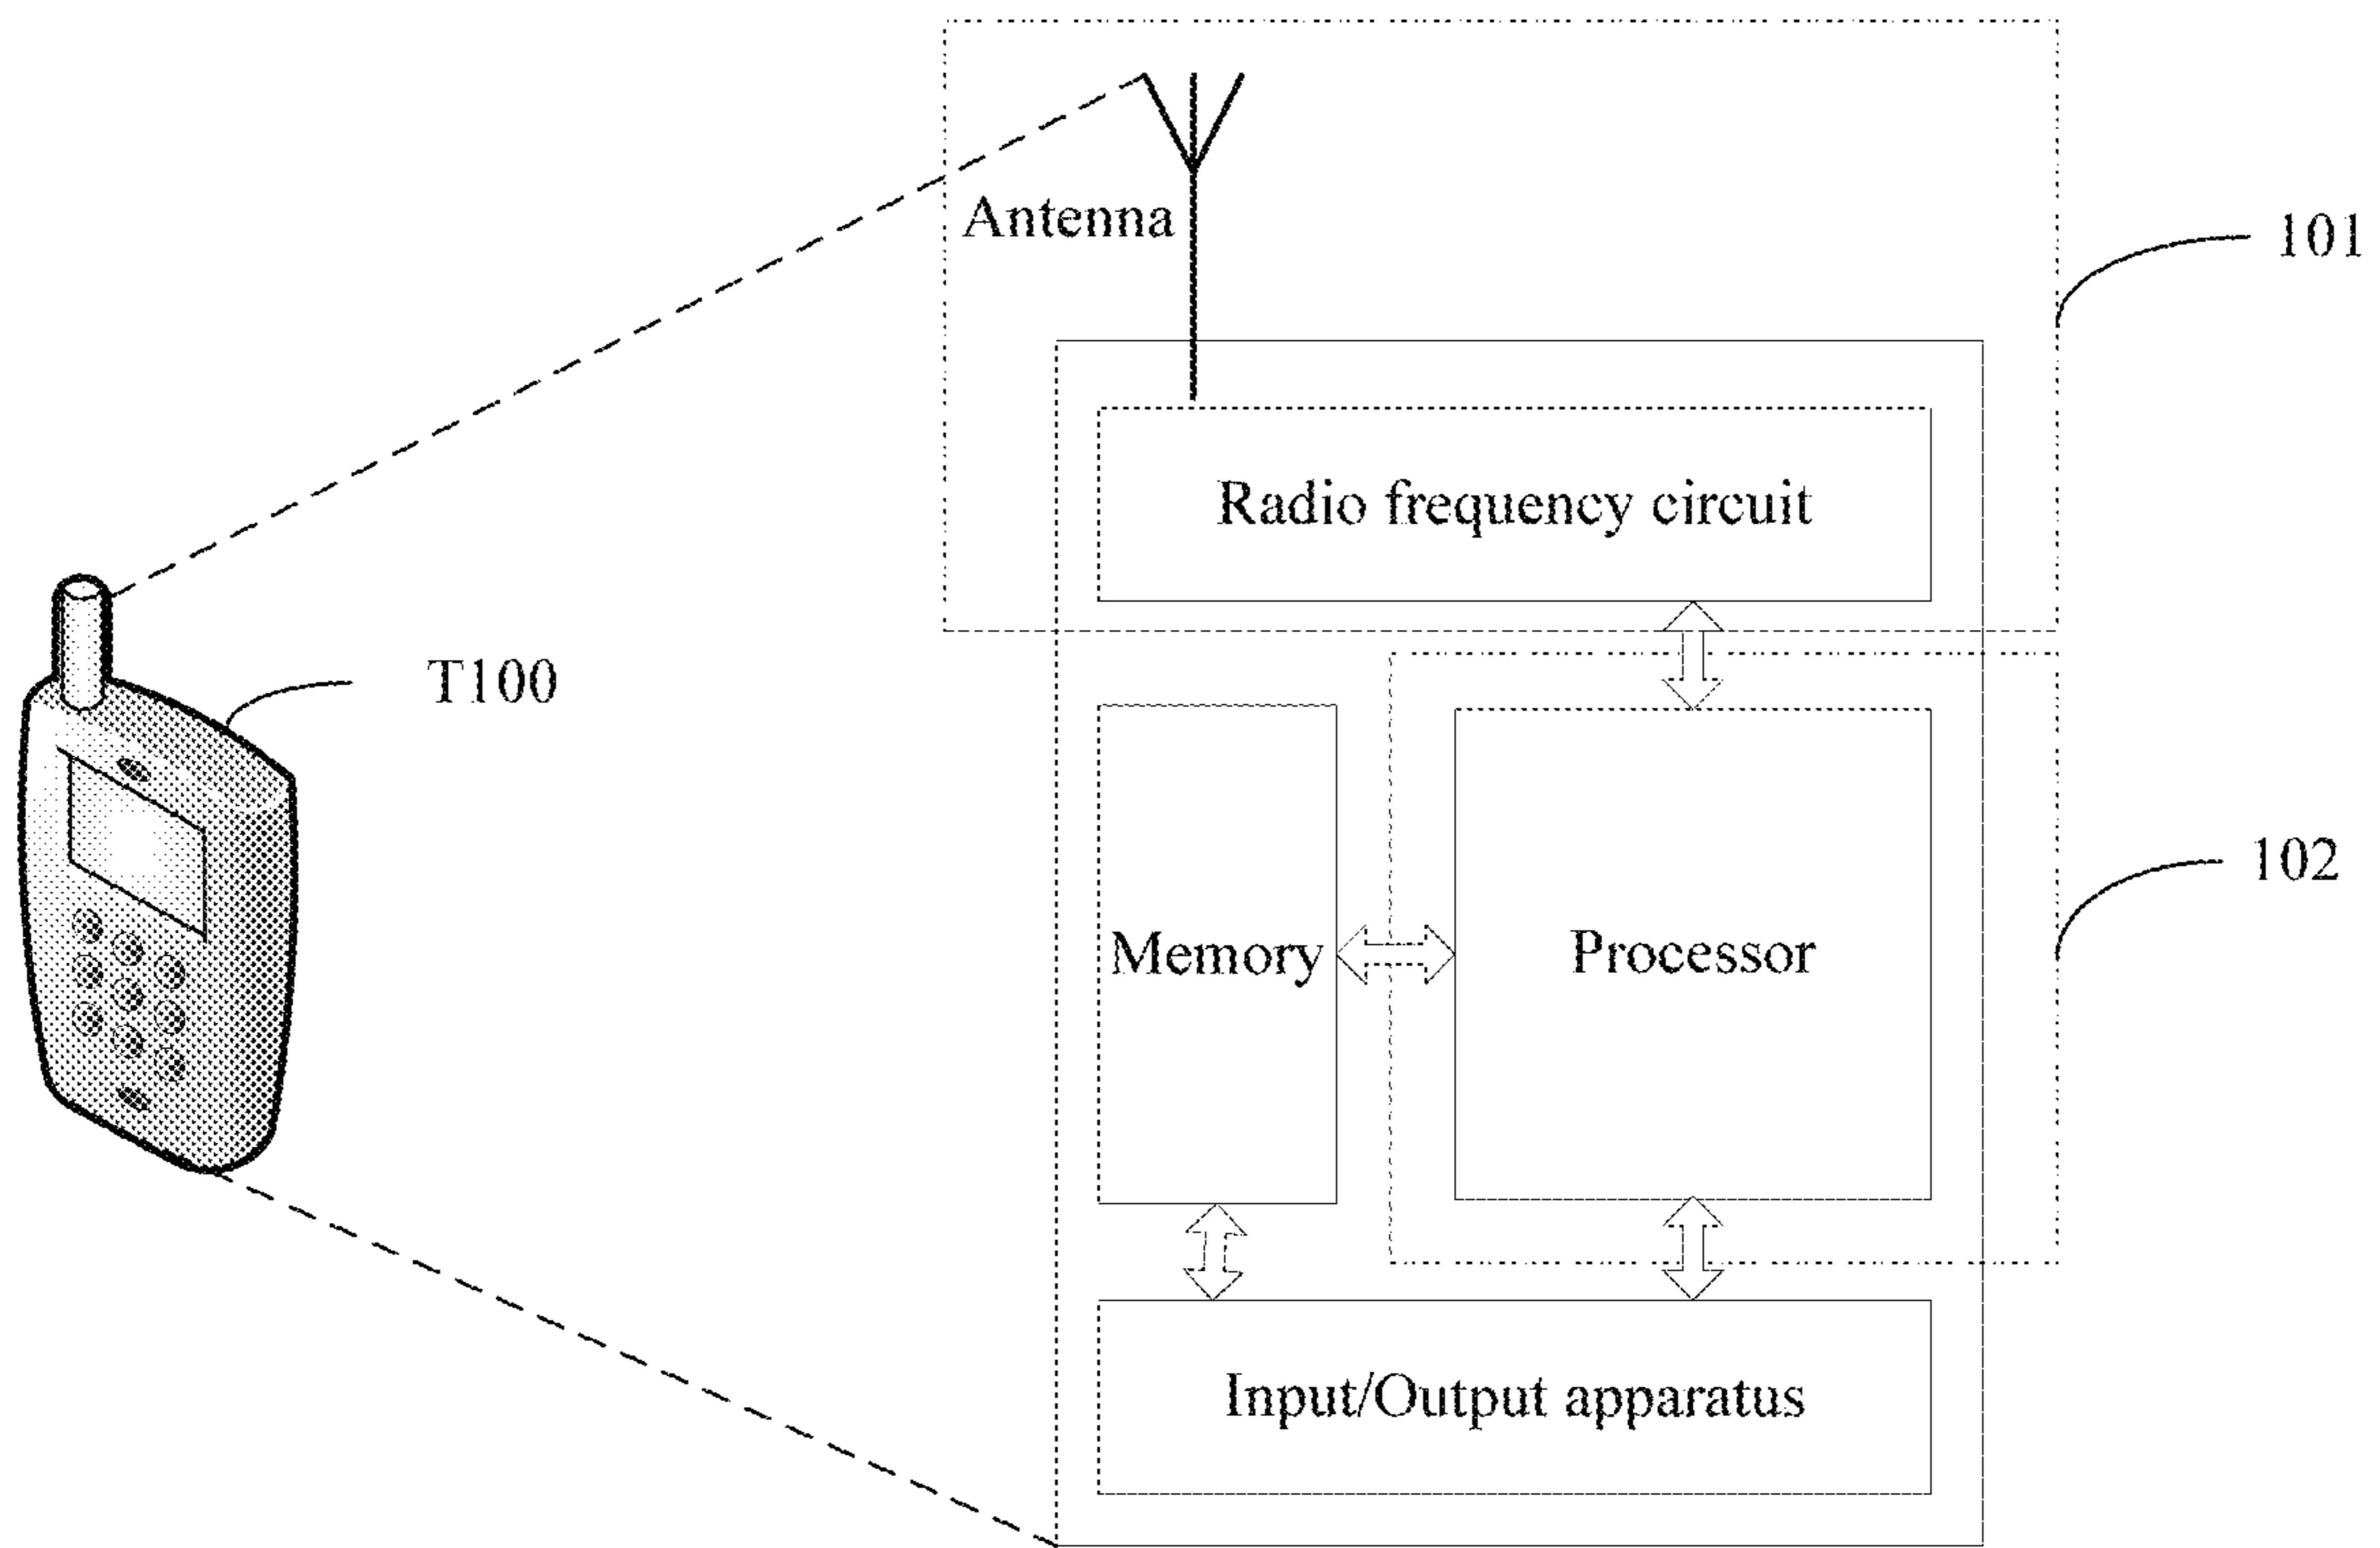 Antenna
101
Radio frequency circuit
T100
102
Memory
Processor
Input/Output apparatus